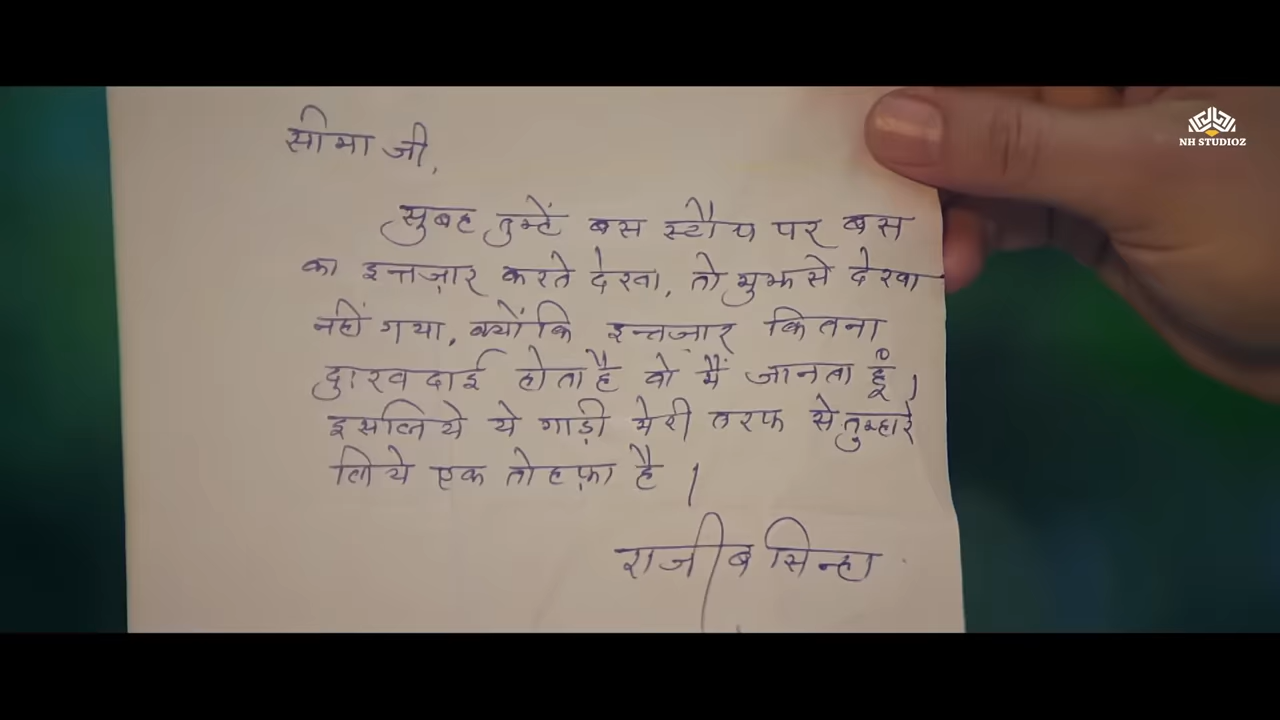 सीमा जी,
सुबह तुम्हें बस स्टौप पर बस
का इन्तज़ार करते देखा, तो मुझसे देखा
नहीं गया, क्योंकि इन्तज़ार कितना
दुःखदाई होता है वो मैं जानता हूँ।
इसलिये ये गाड़ी मेरी तरफ से तुम्हारे
लिये एक तोहफ़ा है।
राजीब सिन्हा
NH STUDIOZ